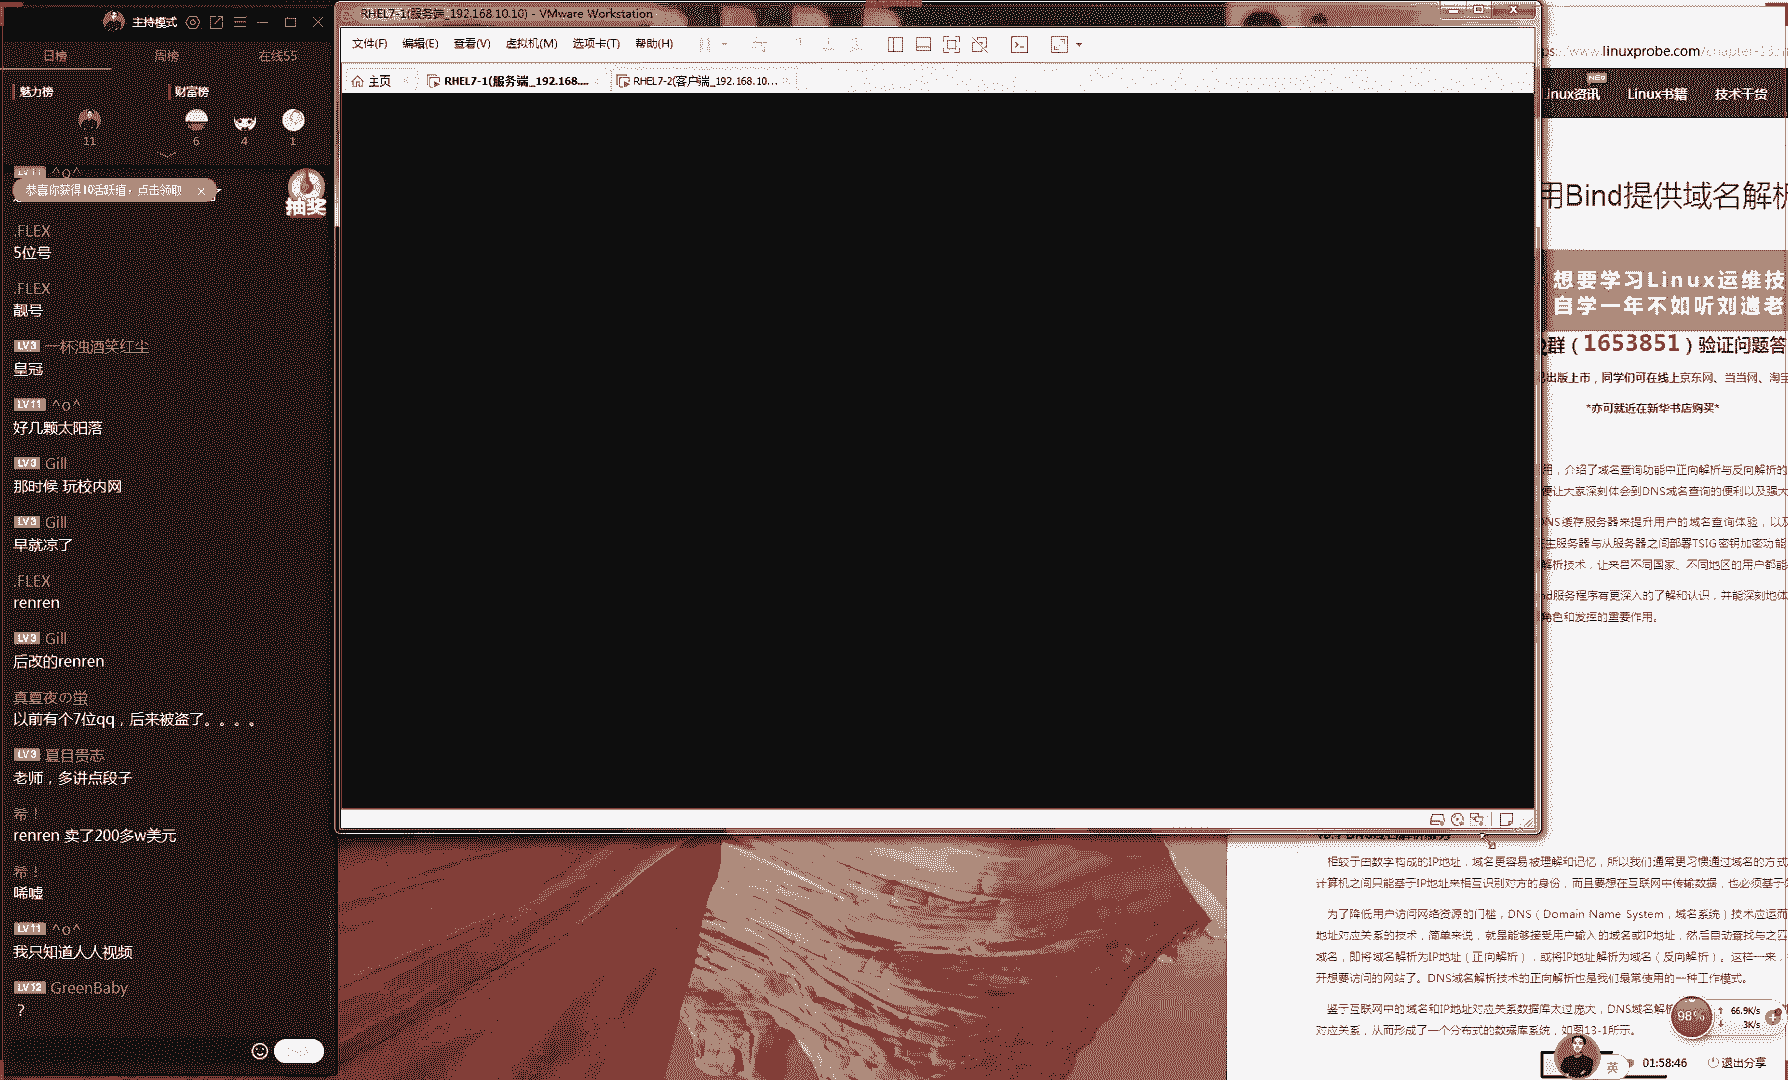 主持模式
日榜 周榜 在线55
魅力榜 财富榜
11 6 4 1
LV11 ^o^
恭喜你获得10活跃值，点击领取 ×
抽奖
.FLEX
5位号
.FLEX
靓号
LV3 一杯浊酒笑红尘
皇冠
LV11 ^o^
好几颗太阳落
LV3 Gill
那时候 玩校内网
LV3 Gill
早就凉了
.FLEX
renren
LV3 Gill
后改的renren
真夏夜の蛍
以前有个7位qq，后来被盗了。。。。
LV3 夏目贵志
老师，多讲点段子
希！
renren 卖了200多w美元
希！
唏嘘
LV11 ^o^
我只知道人人视频
LV12 GreenBaby
？
RHEL7-1(服务端_192.168.10.10) - VMware Workstation
文件(F) 编辑(E) 查看(V) 虚拟机(M) 选项卡(T) 帮助(H)
主页 RHEL7-1(服务端_192.168.... RHEL7-2(客户端_192.168.10...
ps://www.linuxprobe.com/chapter-13
Linux资讯 Linux书籍 技术干货
用Bind提供域名解析
想要学习Linux运维技
自学一年不如听刘遄老
群（1653851）验证问题答
出版上市，同学们可在线上京东网、当当网、淘宝
*亦可就近在新华书店购买*
用，介绍了域名查询功能中正向解析与反向解析的
便让大家深刻体会到DNS域名查询的便利以及强大
DNS缓存服务器来提升用户的域名查询体验，以及
主服务器与从服务器之间部署TSIG密钥加密功能
解析技术，让来自不同国家、不同地区的用户都能
nd服务程序有更深入的了解和认识，并能深刻地体
角色和发挥的重要作用。
相较于由数字构成的IP地址，域名更容易被理解和记忆，所以我们通常更习惯通过域名的方式
计算机之间只能基于IP地址来相互识别对方的身份，而且要想在互联网中传输数据，也必须基于
为了降低用户访问网络资源的门槛，DNS（Domain Name System，域名系统）技术应运而
地址对应关系的技术，简单来说，就是能够接受用户输入的域名或IP地址，然后自动查找与之匹
域名，即将域名解析为IP地址（正向解析），或将IP地址解析为域名（反向解析）。这样一来，
开想要访问的网站了。DNS域名解析技术的正向解析也是我们最常使用的一种工作模式。
鉴于互联网中的域名和IP地址对应关系数据库太过庞大，DNS域名解析
对应关系，从而形成了一个分布式的数据库系统，如图13-1所示。
98% 66.9K/s
3K/s
英 01:58:46 退出分享